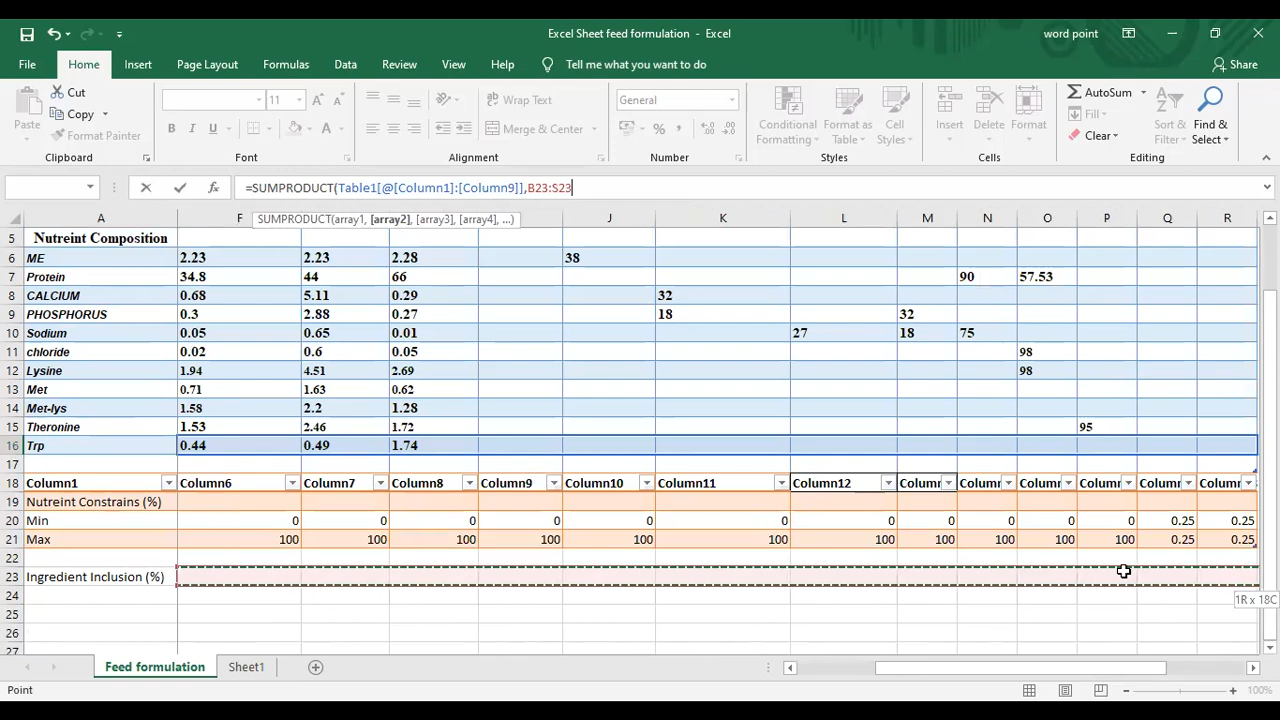 Excel Sheet feed formulation - Excel
word point
File Home Insert Page Layout Formulas Data Review View Help Tell me what you want to do Share
Cut
Copy
Format Painter
Paste
Clipboard
11
Font
Wrap Text
Merge & Center
Alignment
General
Number
Conditional Formatting
Format as Table
Cell Styles
Styles
Insert
Delete
Format
Cells
AutoSum
Fill
Clear
Sort & Filter
Find & Select
Editing
=SUMPRODUCT(Table1[@[Column1]:[Column9]],B23:S23
SUMPRODUCT(array1, [array2], [array3], [array4], ...)
A F J K L M N O P Q R
5 Nutreint Composition
6 ME 2.23 2.23 2.28 38
7 Protein 34.8 44 66 90 57.53
8 CALCIUM 0.68 5.11 0.29 32
9 PHOSPHORUS 0.3 2.88 0.27 18 32
10 Sodium 0.05 0.65 0.01 27 18 75
11 chloride 0.02 0.6 0.05 98
12 Lysine 1.94 4.51 2.69 98
13 Met 0.71 1.63 0.62
14 Met-lys 1.58 2.2 1.28
15 Theronine 1.53 2.46 1.72 95
16 Trp 0.44 0.49 1.74
17
18 Column1 Column6 Column7 Column8 Column9 Column10 Column11 Column12 Column
19 Nutreint Constrains (%)
20 Min 0 0 0 0 0 0 0 0 0 0 0 0.25 0.25
21 Max 100 100 100 100 100 100 100 100 100 100 100 0.25 0.25
22
23 Ingredient Inclusion (%)
24
1R x 18C
25
26
27
Feed formulation Sheet1
Point
100%